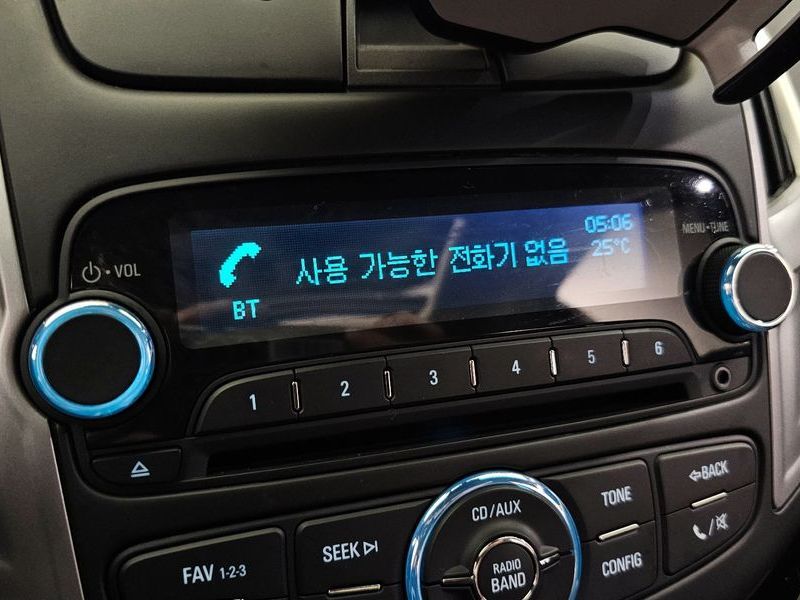 VOL
05:06
MENU-TUNE
사용 가능한 전화기 없음
25°C
BT
1 2 3 4 5 6
CD/AUX
TONE
BACK
SEEK
FAV 1-2-3
RADIO
BAND
CONFIG